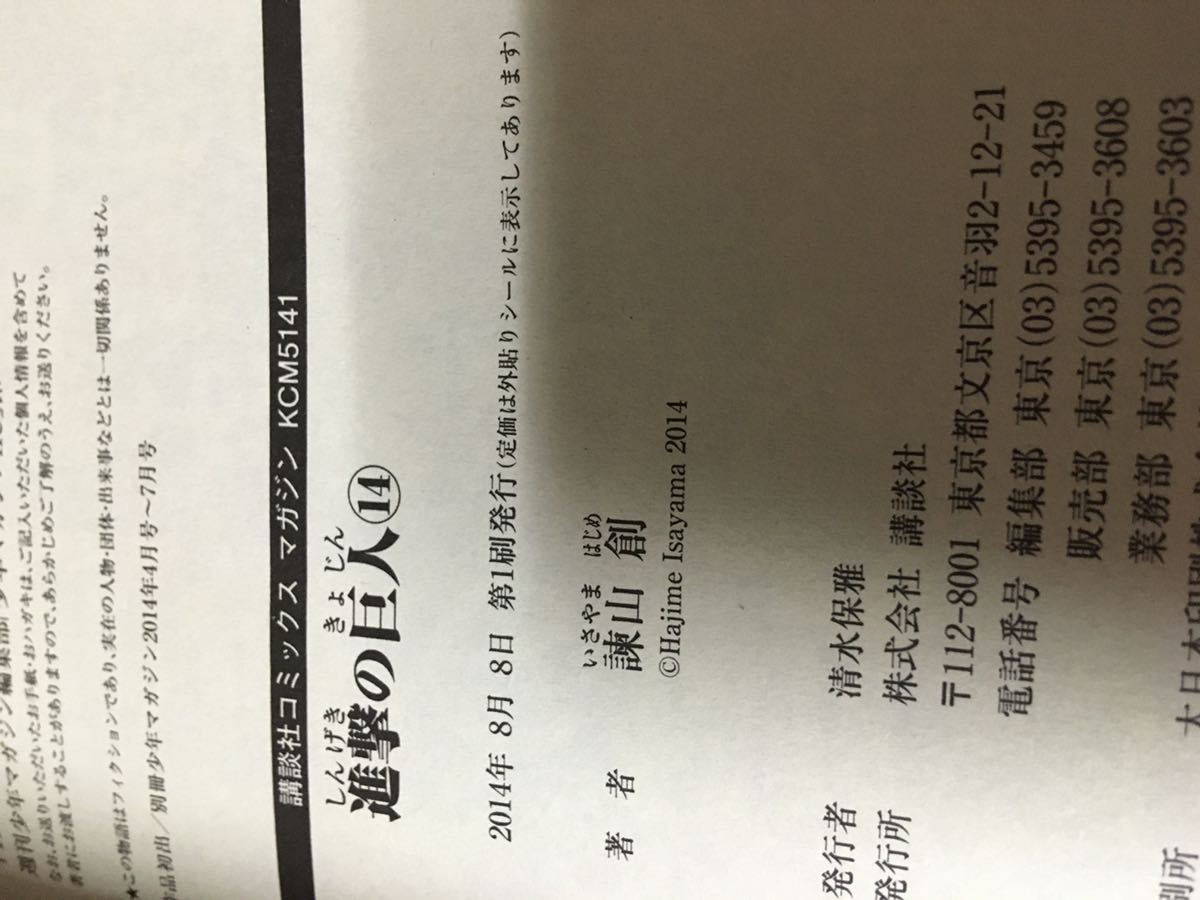 週刊少年マガジン編集部
なお、お送りいただいたお手紙・おハガキは、ご記入いただいた個人情報を含めて
著者にお渡しすることがありますので、あらかじめご了解のうえ、お送りください。
★この物語はフィクションであり、実在の人物・団体・出来事などとは一切関係ありません。
作品初出/別冊少年マガジン2014年4月号~7月号
講談社コミックス マガジン KCM5141
しんげき きょじん
進撃の巨人⑭
2014年 8月 8日 第1刷発行(定価は外貼りシールに表示してあります)
いさやま はじめ
著 者 諫山 創
©Hajime Isayama 2014
発行者 清水保雅
発行所 株式会社 講談社
〒112-8001 東京都文京区音羽2-12-21
電話番号 編集部 東京(03)5395-3459
販売部 東京(03)5395-3608
業務部 東京(03)5395-3603
刷所 大日本印刷株式